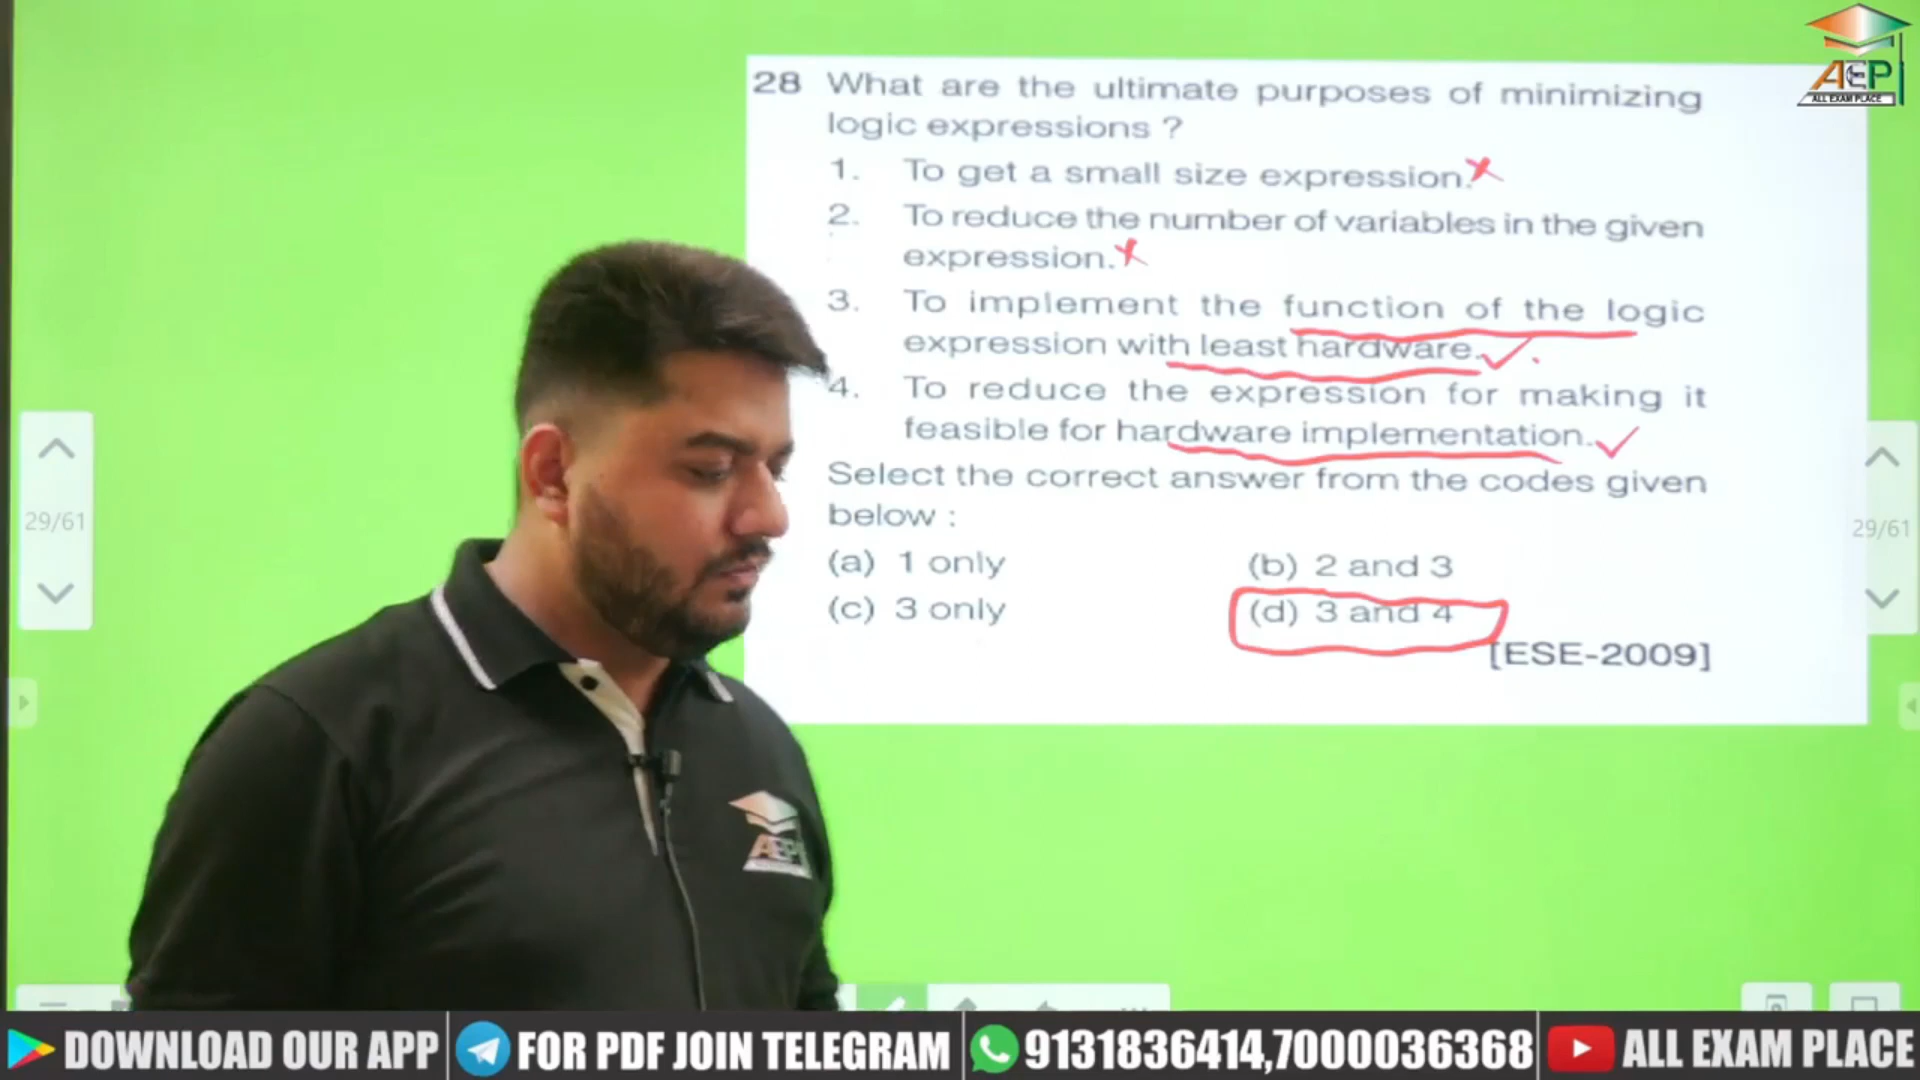 AEP
ALL EXAM PLACE
28 What are the ultimate purposes of minimizing
logic expressions ?
1. To get a small size expression.
2. To reduce the number of variables in the given
expression.
3. To implement the function of the logic
expression with least hardware.
4. To reduce the expression for making it
feasible for hardware implementation.
Select the correct answer from the codes given
below :
(a) 1 only (b) 2 and 3
(c) 3 only (d) 3 and 4
[ESE-2009]
29/61
29/61
AEP
DOWNLOAD OUR APP FOR PDF JOIN TELEGRAM 9131836414,7000036368 ALL EXAM PLACE